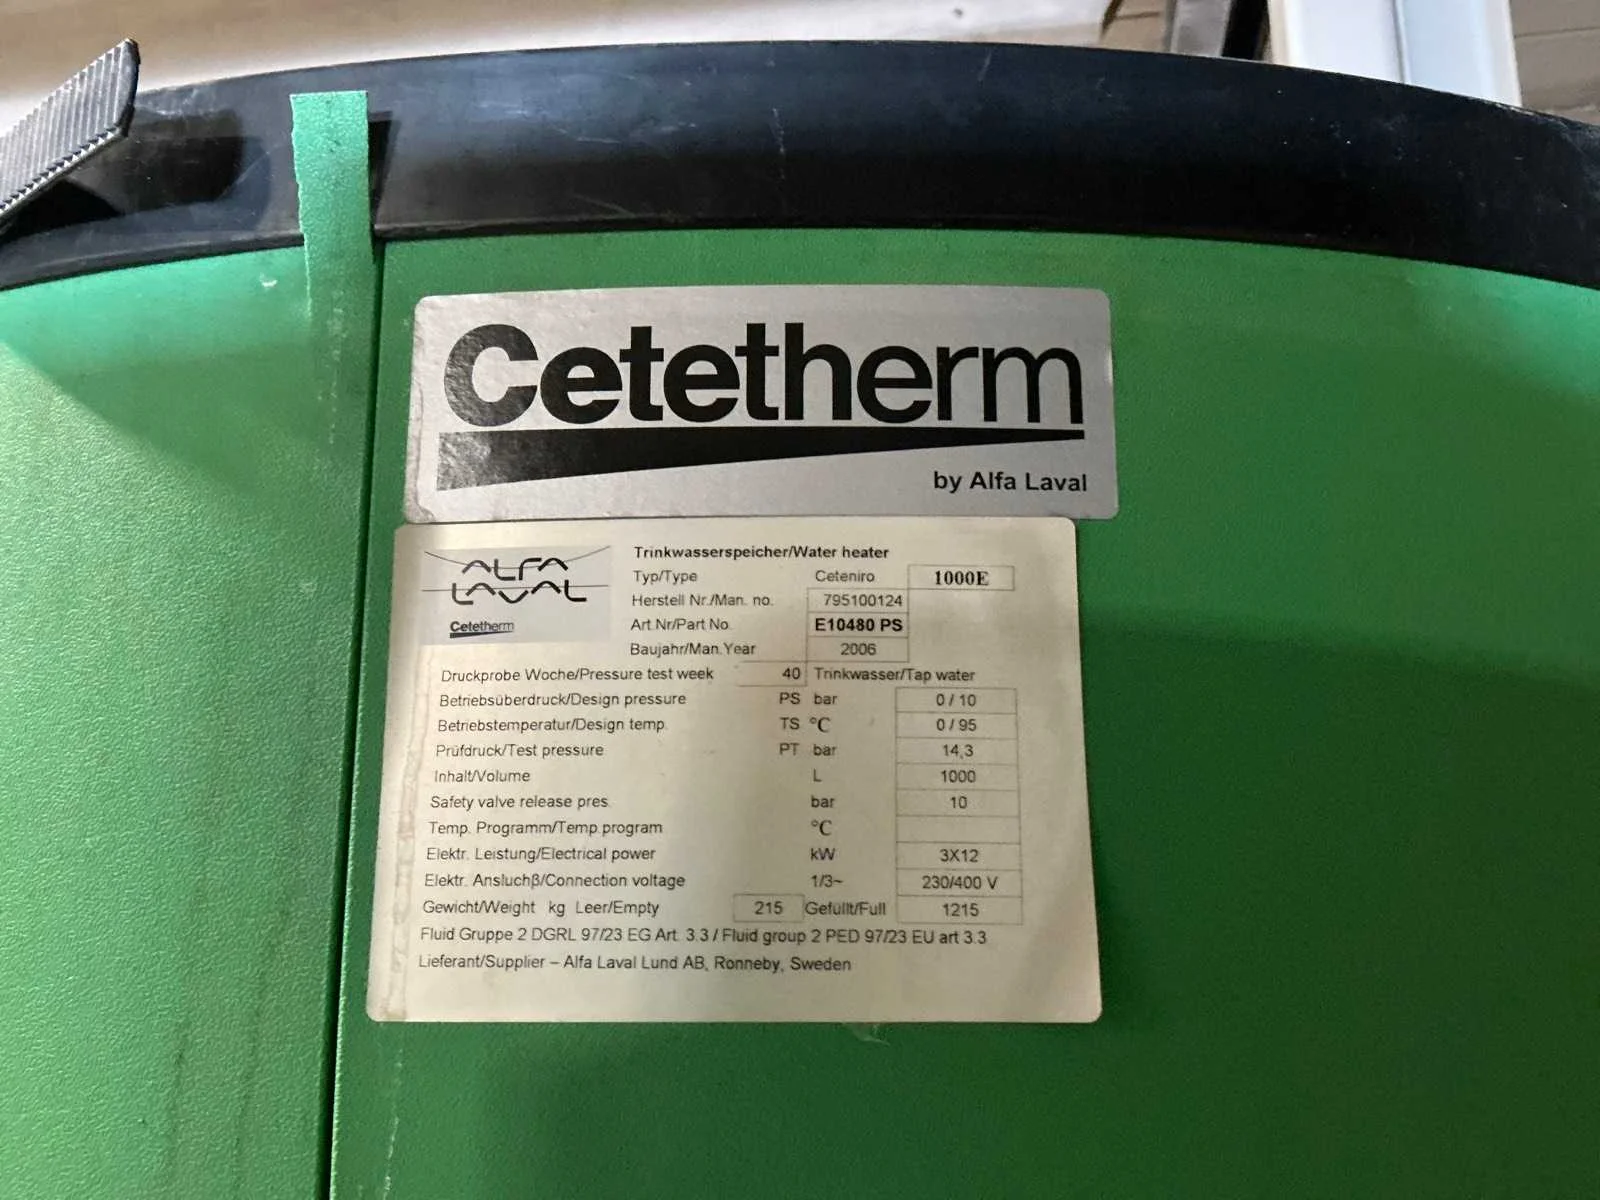 Cetetherm
by Alfa Laval
ALFA
LAVAL
Cetetherm
Trinkwasserspeicher/Water heater
Typ/Type Ceteniro 1000E
Herstell Nr./Man. no. 795100124
Art.Nr/Part No. E10480 PS
Baujahr/Man.Year 2006
Druckprobe Woche/Pressure test week 40 Trinkwasser/Tap water
Betriebsüberdruck/Design pressure PS bar 0 / 10
Betriebstemperatur/Design temp. TS °C 0 / 95
Prüfdruck/Test pressure PT bar 14,3
Inhalt/Volume L 1000
Safety valve release pres. bar 10
Temp. Programm/Temp.program °C
Elektr. Leistung/Electrical power kW 3X12
Elektr. Ansluchβ/Connection voltage 1/3~ 230/400 V
Gewicht/Weight kg Leer/Empty 215 Gefüllt/Full 1215
Fluid Gruppe 2 DGRL 97/23 EG Art. 3.3 / Fluid group 2 PED 97/23 EU art 3.3
Lieferant/Supplier – Alfa Laval Lund AB, Ronneby, Sweden